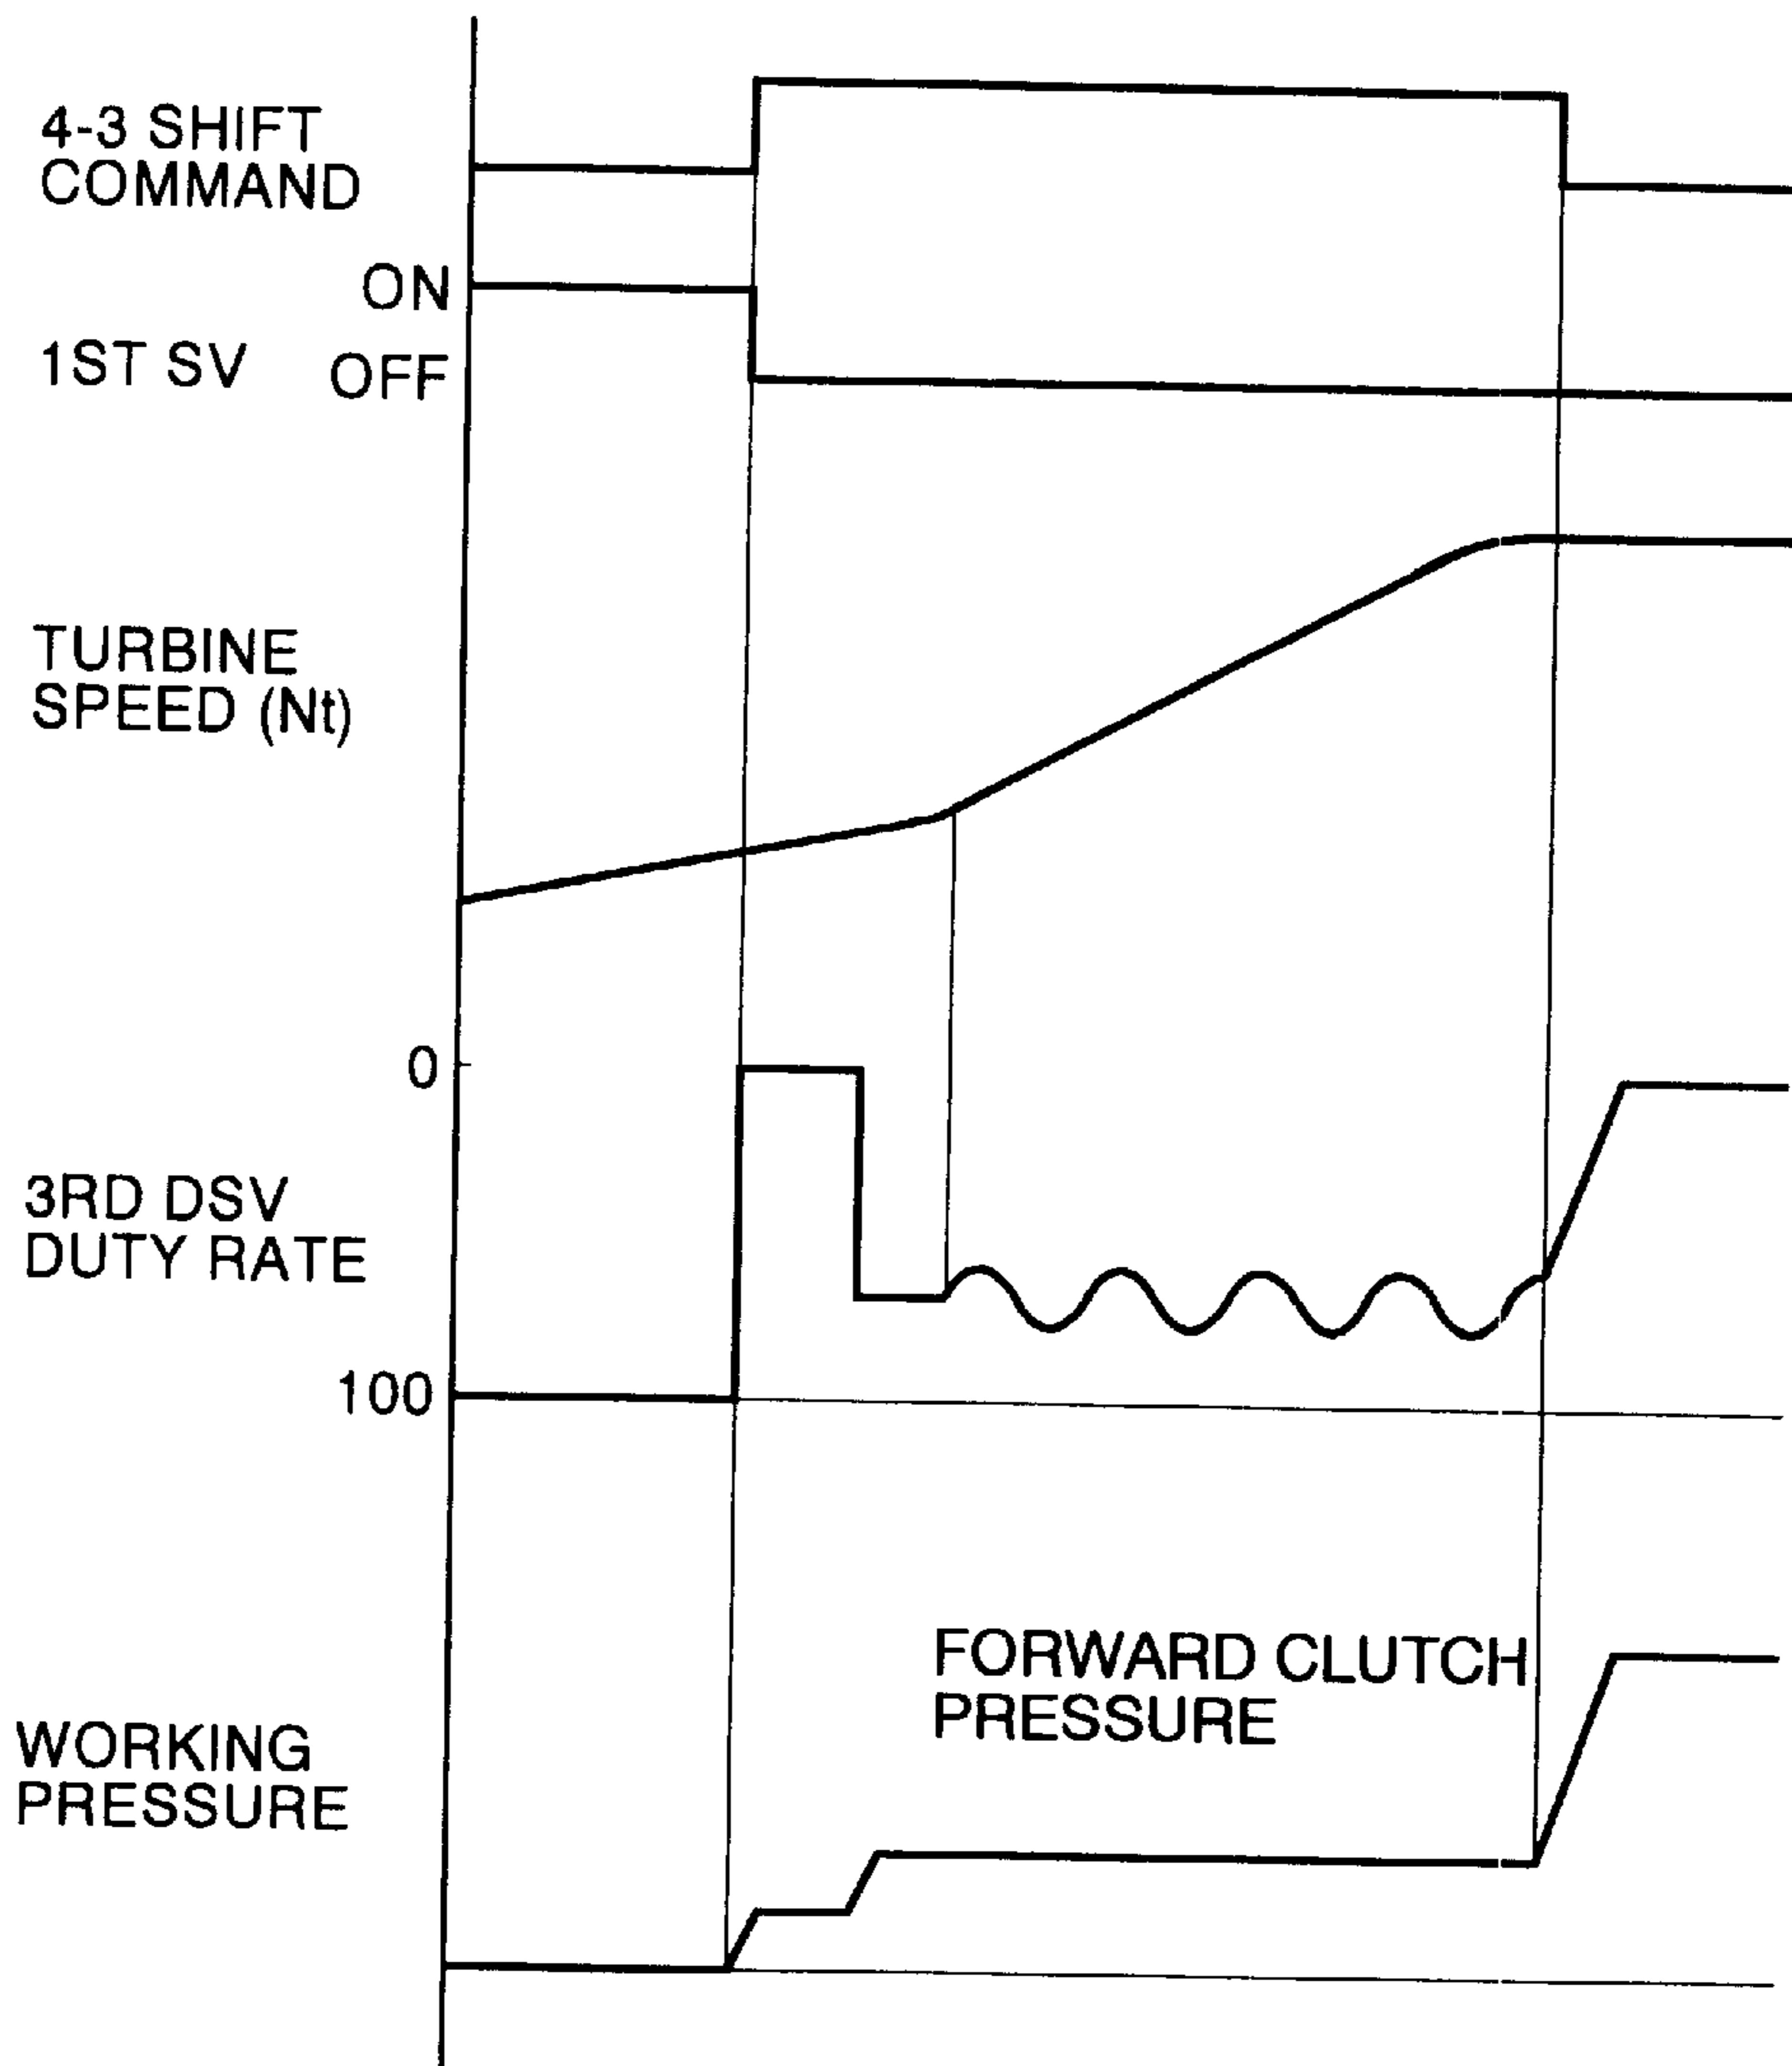 4-3 SHIFT
COMMAND
ON
1ST SV OFF
TURBINE
SPEED (Nt)
0
3RD DSV
DUTY RATE
100
FORWARD CLUTCH
PRESSURE
WORKING
PRESSURE